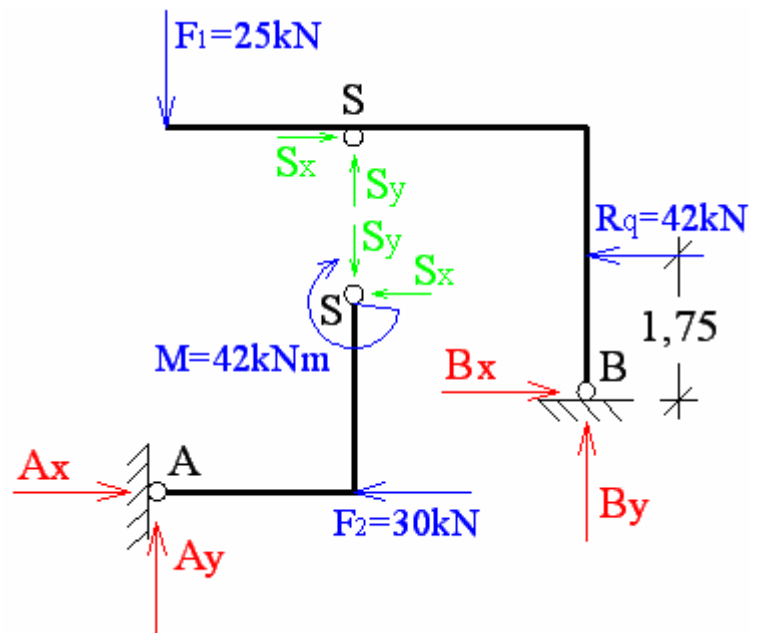 F1=25kN
S
Sx
Sy
Rq=42kN
Sy
Sx
S
1,75
M=42kNm
Bx
B
Ax
A
F2=30kN
By
Ay